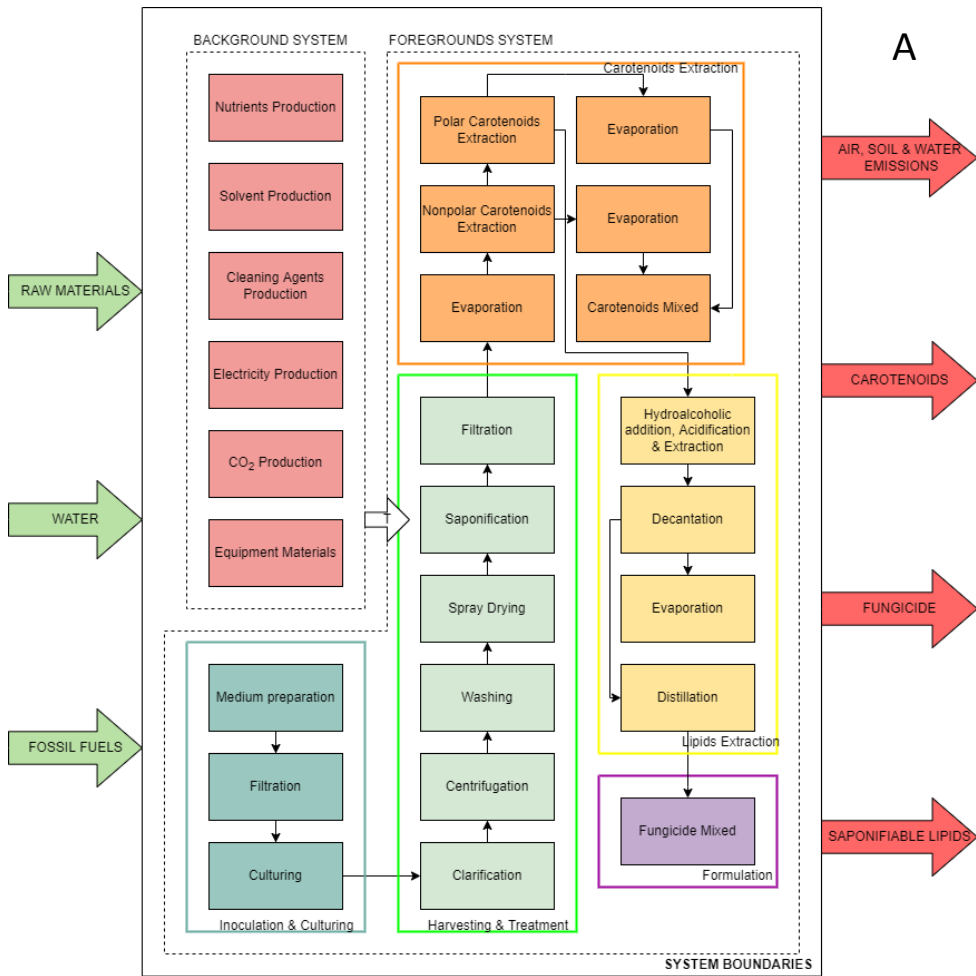 A
BACKGROUND SYSTEM
Nutrients Production
Solvent Production
Cleaning Agents
Production
Electricity Production
CO₂ Production
Equipment Materials
FOREGROUNDS SYSTEM
Carotenoids Extraction
Polar Carotenoids
Extraction
Evaporation
Nonpolar Carotenoids
Extraction
Evaporation
Evaporation
Carotenoids Mixed
RAW MATERIALS
WATER
FOSSIL FUELS
Medium preparation
Filtration
Culturing
Inoculation & Culturing
Filtration
Saponification
Spray Drying
Washing
Centrifugation
Clarification
Harvesting & Treatment
Hydroalcoholic
addition, Acidification
& Extraction
Decantation
Evaporation
Distillation
Lipids Extraction
Fungicide Mixed
Formulation
AIR, SOIL & WATER
EMISSIONS
CAROTENOIDS
FUNGICIDE
SAPONIFIABLE LIPIDS
SYSTEM BOUNDARIES